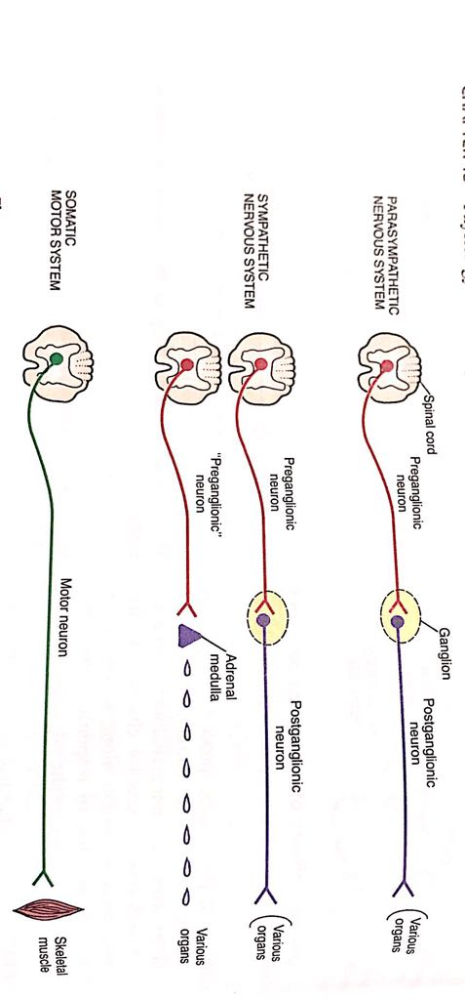 PARASYMPATHETIC
NERVOUS SYSTEM
Spinal cord
Preganglionic
neuron
Ganglion
Postganglionic
neuron
Various
organs
SYMPATHETIC
NERVOUS SYSTEM
Preganglionic
neuron
Postganglionic
neuron
Various
organs
"Preganglionic"
neuron
Adrenal
medulla
Various
organs
SOMATIC
MOTOR SYSTEM
Motor neuron
Skeletal
muscle